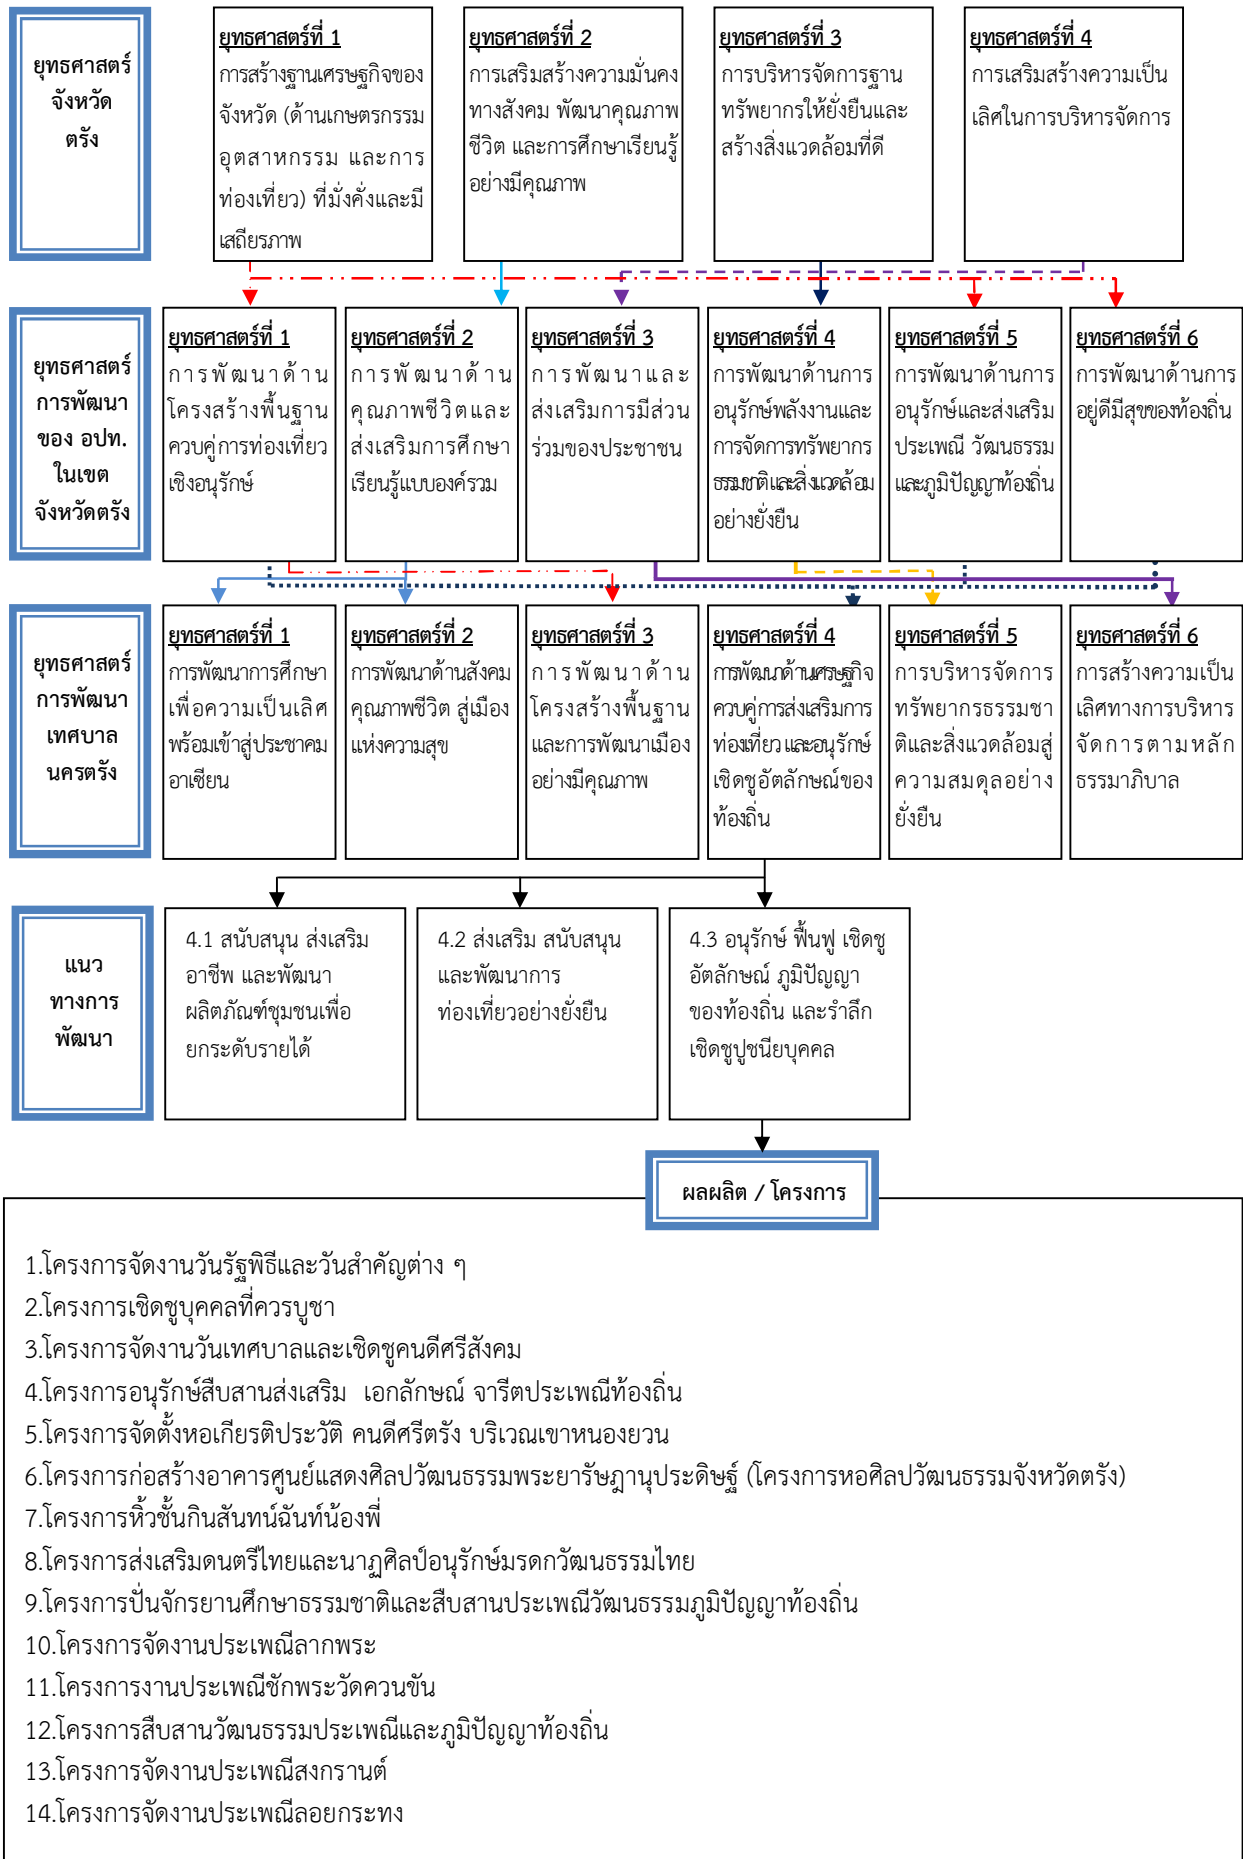 ยุทธศาสตร์
จังหวัด
ตรัง
ยุทธศาสตร์ที่ 1
การสร้างฐานเศรษฐกิจของ
จังหวัด (ด้านเกษตรกรรม
อุตสาหกรรม และการ
ท่องเที่ยว) ที่มั่งคั่งและมี
เสถียรภาพ
ยุทธศาสตร์ที่ 2
การเสริมสร้างความมั่นคง
ทางสังคม พัฒนาคุณภาพ
ชีวิต และการศึกษาเรียนรู้
อย่างมีคุณภาพ
ยุทธศาสตร์ที่ 3
การบริหารจัดการฐาน
ทรัพยากรให้ยั่งยืนและ
สร้างสิ่งแวดล้อมที่ดี
ยุทธศาสตร์ที่ 4
การเสริมสร้างความเป็น
เลิศในการบริหารจัดการ
ยุทธศาสตร์
การพัฒนา
ของ อปท.
ในเขต
จังหวัดตรัง
ยุทธศาสตร์ที่ 1
การพัฒนาด้าน
โครงสร้างพื้นฐาน
ควบคู่การท่องเที่ยว
เชิงอนุรักษ์
ยุทธศาสตร์ที่ 2
การพัฒนาด้าน
คุณภาพชีวิตและ
ส่งเสริมการศึกษา
เรียนรู้แบบองค์รวม
ยุทธศาสตร์ที่ 3
การพัฒนาและ
ส่งเสริมการมีส่วน
ร่วมของประชาชน
ยุทธศาสตร์ที่ 4
การพัฒนาด้านการ
อนุรักษ์พลังงานและ
การจัดการทรัพยากร
ธรรมชาติและสิ่งแวดล้อม
อย่างยั่งยืน
ยุทธศาสตร์ที่ 5
การพัฒนาด้านการ
อนุรักษ์และส่งเสริม
ประเพณี วัฒนธรรม
และภูมิปัญญาท้องถิ่น
ยุทธศาสตร์ที่ 6
การพัฒนาด้านการ
อยู่ดีมีสุขของท้องถิ่น
ยุทธศาสตร์
การพัฒนา
เทศบาล
นครตรัง
ยุทธศาสตร์ที่ 1
การพัฒนาการศึกษา
เพื่อความเป็นเลิศ
พร้อมเข้าสู่ประชาคม
อาเซียน
ยุทธศาสตร์ที่ 2
การพัฒนาด้านสังคม
คุณภาพชีวิต สู่เมือง
แห่งความสุข
ยุทธศาสตร์ที่ 3
การพัฒนาด้าน
โครงสร้างพื้นฐาน
และการพัฒนาเมือง
อย่างมีคุณภาพ
ยุทธศาสตร์ที่ 4
การพัฒนาด้านเศรษฐกิจ
ควบคู่การส่งเสริมการ
ท่องเที่ยว และอนุรักษ์
เชิดชูอัตลักษณ์ของ
ท้องถิ่น
ยุทธศาสตร์ที่ 5
การบริหารจัดการ
ทรัพยากรธรรมชา
ติและสิ่งแวดล้อมสู่
ความสมดุลอย่าง
ยั่งยืน
ยุทธศาสตร์ที่ 6
การสร้างความเป็น
เลิศทางการบริหาร
จัดการตามหลัก
ธรรมาภิบาล
แนว
ทางการ
พัฒนา
4.1 สนับสนุน ส่งเสริม
อาชีพ และพัฒนา
ผลิตภัณฑ์ชุมชนเพื่อ
ยกระดับรายได้
4.2 ส่งเสริม สนับสนุน
และพัฒนาการ
ท่องเที่ยวอย่างยั่งยืน
4.3 อนุรักษ์ ฟื้นฟู เชิดชู
อัตลักษณ์ ภูมิปัญญา
ของท้องถิ่น และรำลึก
เชิดชูปูชนียบุคคล
ผลผลิต / โครงการ
1.โครงการจัดงานวันรัฐพิธีและวันสำคัญต่าง ๆ
2.โครงการเชิดชูบุคคลที่ควรบูชา
3.โครงการจัดงานวันเทศบาลและเชิดชูคนดีศรีสังคม
4.โครงการอนุรักษ์สืบสานส่งเสริม  เอกลักษณ์ จารีตประเพณีท้องถิ่น
5.โครงการจัดตั้งหอเกียรติประวัติ คนดีศรีตรัง บริเวณเขาหนองยวน
6.โครงการก่อสร้างอาคารศูนย์แสดงศิลปวัฒนธรรมพระยารัษฎานุประดิษฐ์ (โครงการหอศิลปวัฒนธรรมจังหวัดตรัง)
7.โครงการหิ้วชั้นกินสันทน์ฉันท์น้องพี่
8.โครงการส่งเสริมดนตรีไทยและนาฏศิลป์อนุรักษ์มรดกวัฒนธรรมไทย
9.โครงการปั่นจักรยานศึกษาธรรมชาติและสืบสานประเพณีวัฒนธรรมภูมิปัญญาท้องถิ่น
10.โครงการจัดงานประเพณีลากพระ
11.โครงการงานประเพณีชักพระวัดควนขัน
12.โครงการสืบสานวัฒนธรรมประเพณีและภูมิปัญญาท้องถิ่น
13.โครงการจัดงานประเพณีสงกรานต์
14.โครงการจัดงานประเพณีลอยกระทง